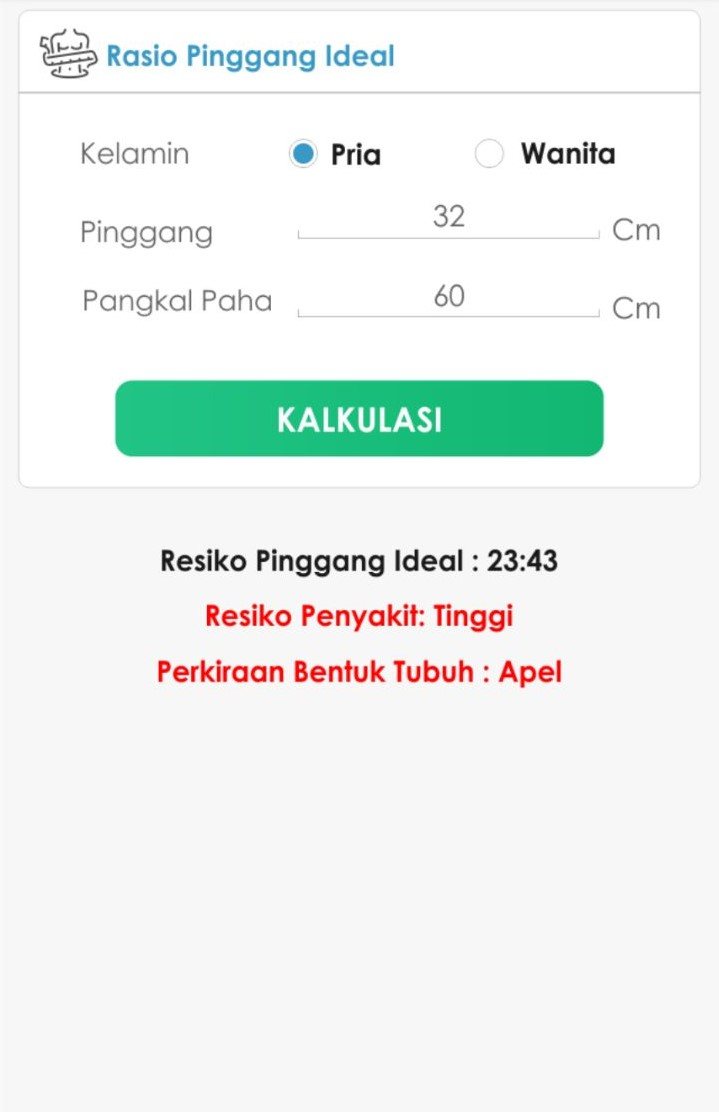 Rasio Pinggang Ideal
Kelamin Pria Wanita
Pinggang 32 Cm
Pangkal Paha 60 Cm
KALKULASI
Resiko Pinggang Ideal : 23:43
Resiko Penyakit: Tinggi
Perkiraan Bentuk Tubuh : Apel